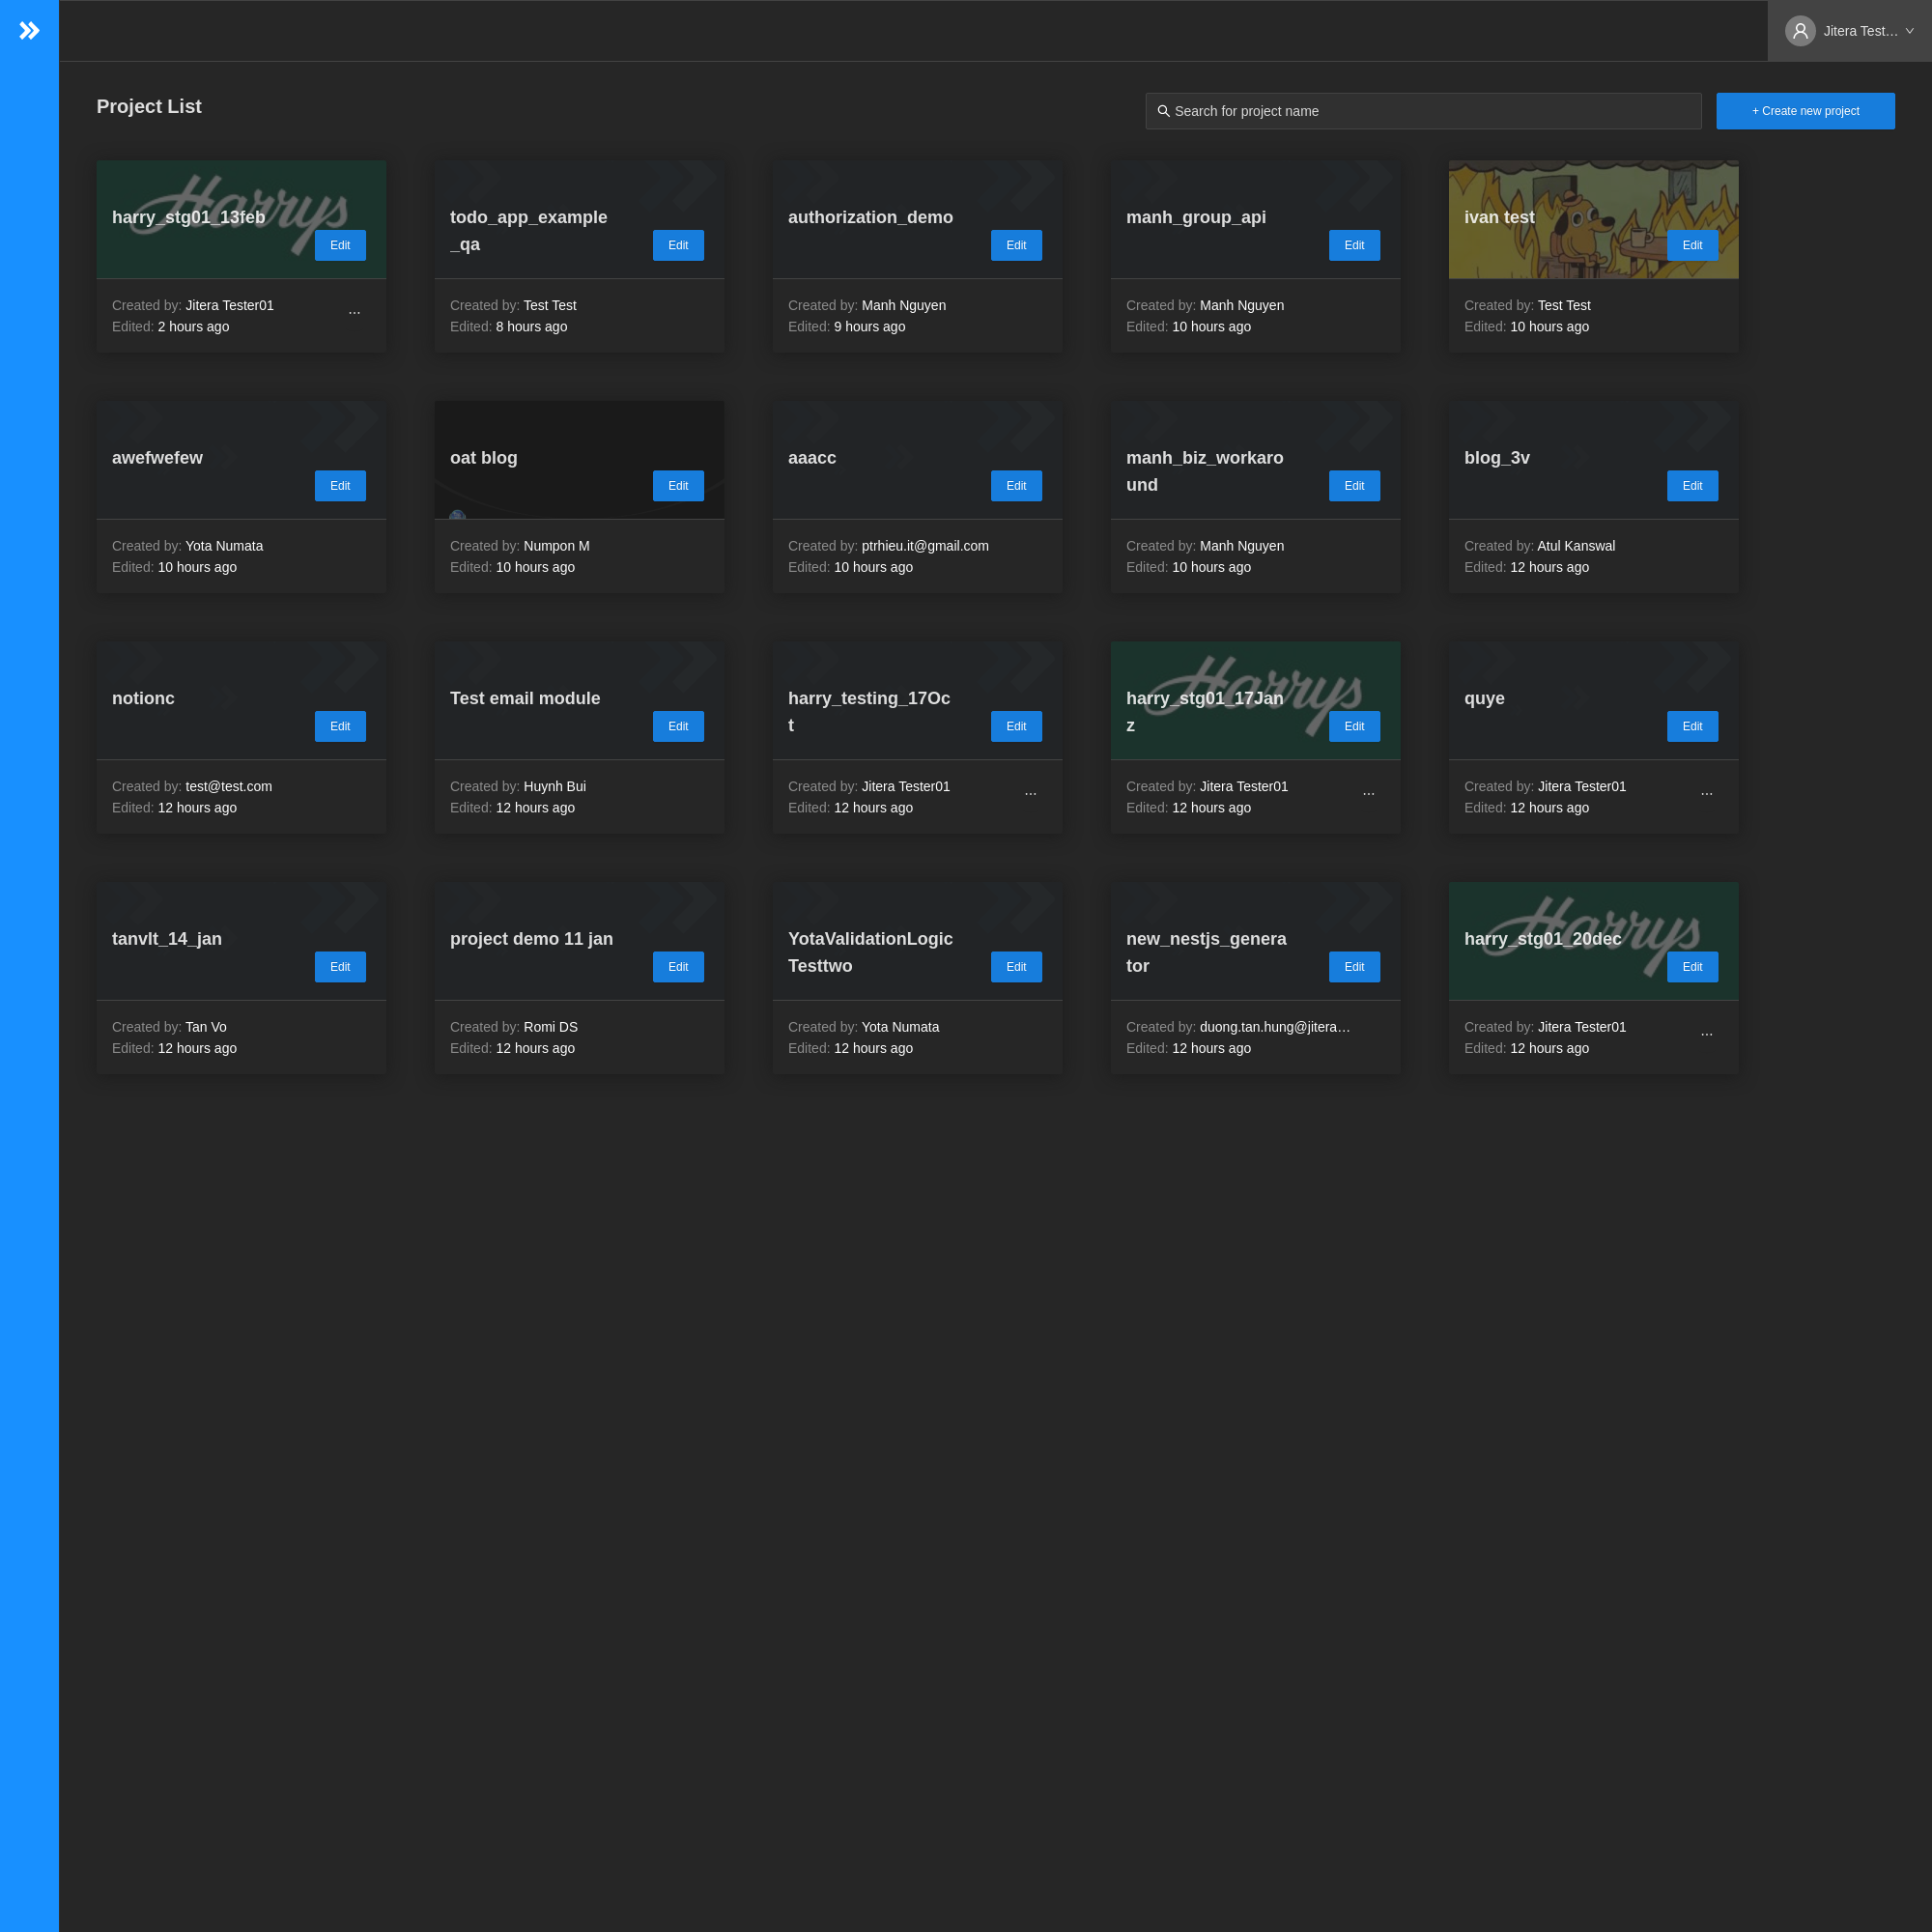 Jitera Test…
Project List
Search for project name
+ Create new project
Harrys
harry_stg01_13feb
Edit
Created by: Jitera Tester01
Edited: 2 hours ago
...
todo_app_example
_qa
Edit
Created by: Test Test
Edited: 8 hours ago
authorization_demo
Edit
Created by: Manh Nguyen
Edited: 9 hours ago
manh_group_api
Edit
Created by: Manh Nguyen
Edited: 10 hours ago
ivan test
Edit
Created by: Test Test
Edited: 10 hours ago
awefwefew
Edit
Created by: Yota Numata
Edited: 10 hours ago
oat blog
Edit
Created by: Numpon M
Edited: 10 hours ago
aaacc
Edit
Created by: ptrhieu.it@gmail.com
Edited: 10 hours ago
manh_biz_workaro
und
Edit
Created by: Manh Nguyen
Edited: 10 hours ago
blog_3v
Edit
Created by: Atul Kanswal
Edited: 12 hours ago
notionc
Edit
Created by: test@test.com
Edited: 12 hours ago
Test email module
Edit
Created by: Huynh Bui
Edited: 12 hours ago
harry_testing_17Oc
t
Edit
Created by: Jitera Tester01
Edited: 12 hours ago
...
Harrys
harry_stg01_17Jan
z
Edit
Created by: Jitera Tester01
Edited: 12 hours ago
...
quye
Edit
Created by: Jitera Tester01
Edited: 12 hours ago
...
tanvlt_14_jan
Edit
Created by: Tan Vo
Edited: 12 hours ago
project demo 11 jan
Edit
Created by: Romi DS
Edited: 12 hours ago
YotaValidationLogic
Testtwo
Edit
Created by: Yota Numata
Edited: 12 hours ago
new_nestjs_genera
tor
Edit
Created by: duong.tan.hung@jitera…
Edited: 12 hours ago
Harrys
harry_stg01_20dec
Edit
Created by: Jitera Tester01
Edited: 12 hours ago
...